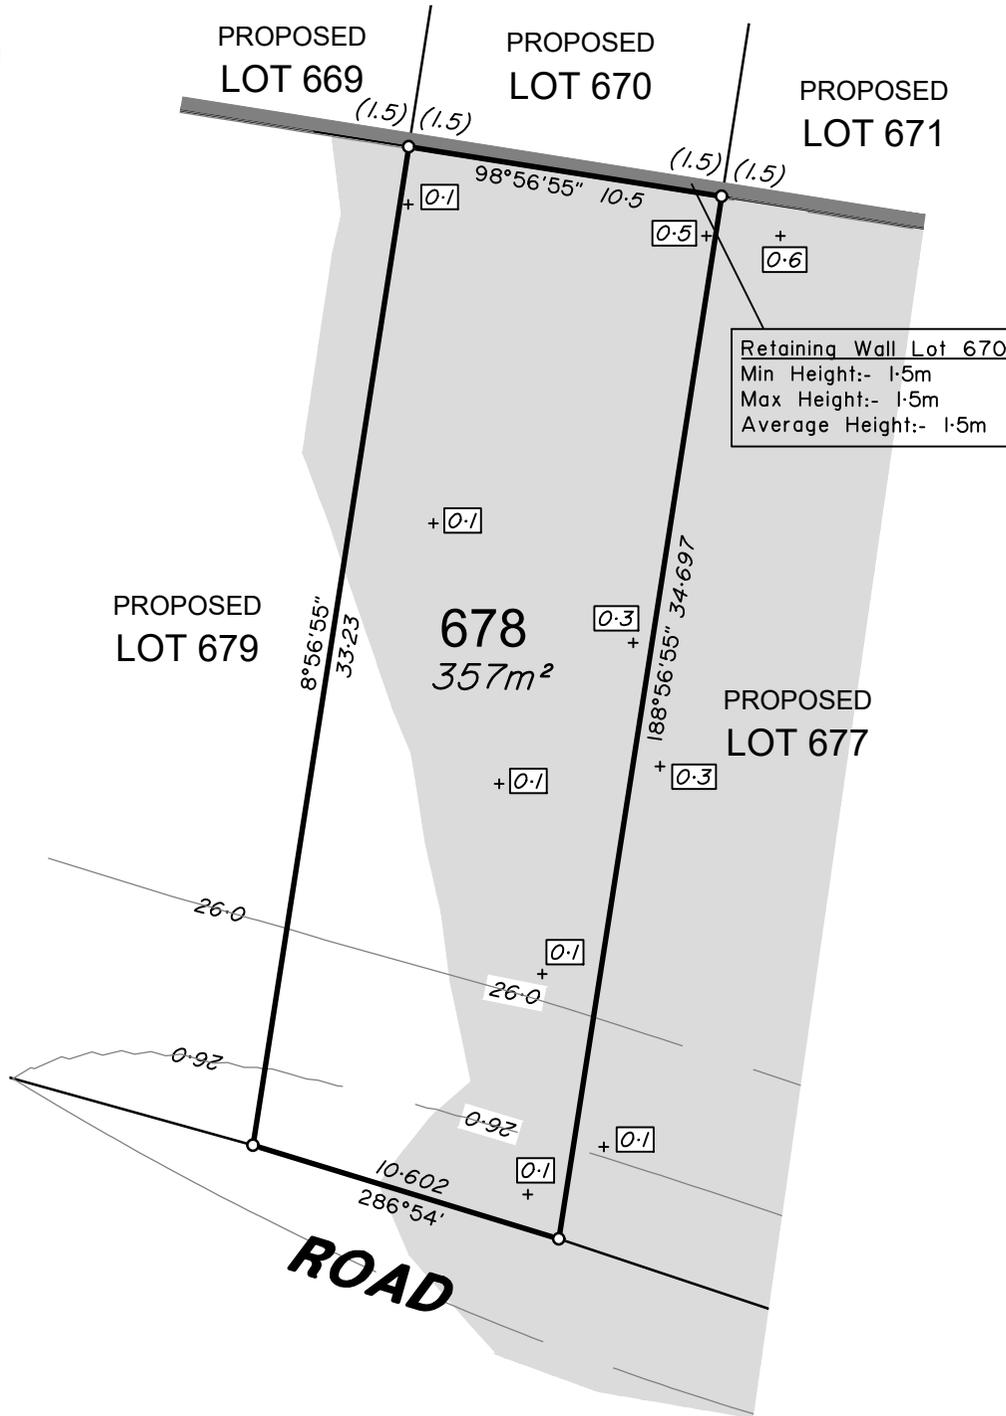 PROPOSED
LOT 669
PROPOSED
LOT 670
PROPOSED
LOT 671
(1.5)
(1.5)
(1.5)
(1.5)
98°56'55"
10·5
0·1
0·5
0·6
Retaining Wall Lot 670
Min Height:- 1·5m
Max Height:- 1·5m
Average Height:- 1·5m
0·1
PROPOSED
LOT 679
8°56'55"
33·23
678
357m²
0·3
188°56'55"
34·697
PROPOSED
LOT 677
0·1
0·3
26·0
0·1
26·0
26·0
26·0
0·1
0·1
10·602
286°54'
ROAD